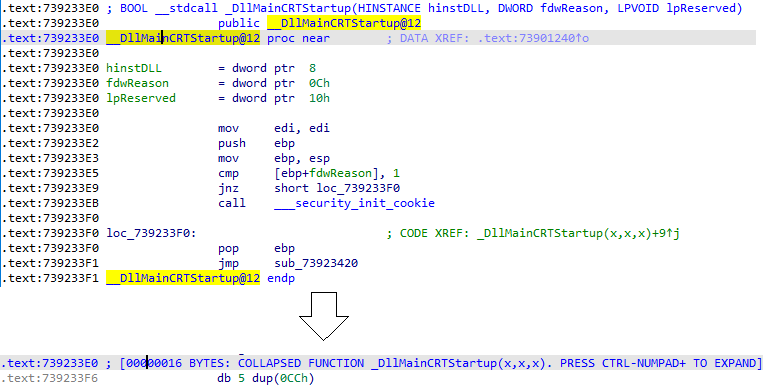 .text:739233E0 ; BOOL __stdcall _DllMainCRTStartup(HINSTANCE hinstDLL, DWORD fdwReason, LPVOID lpReserved)
.text:739233E0 public __DllMainCRTStartup@12
.text:739233E0 __DllMainCRTStartup@12 proc near ; DATA XREF: .text:73901240↑o
.text:739233E0
.text:739233E0 hinstDLL = dword ptr 8
.text:739233E0 fdwReason = dword ptr 0Ch
.text:739233E0 lpReserved = dword ptr 10h
.text:739233E0
.text:739233E0 mov edi, edi
.text:739233E2 push ebp
.text:739233E3 mov ebp, esp
.text:739233E5 cmp [ebp+fdwReason], 1
.text:739233E9 jnz short loc_739233F0
.text:739233EB call ___security_init_cookie
.text:739233F0
.text:739233F0 loc_739233F0: ; CODE XREF: _DllMainCRTStartup(x,x,x)+9↑j
.text:739233F0 pop ebp
.text:739233F1 jmp sub_73923420
.text:739233F1 __DllMainCRTStartup@12 endp
.text:739233E0 ; [00000016 BYTES: COLLAPSED FUNCTION _DllMainCRTStartup(x,x,x). PRESS CTRL-NUMPAD+ TO EXPAND]
.text:739233F6 db 5 dup(0CCh)